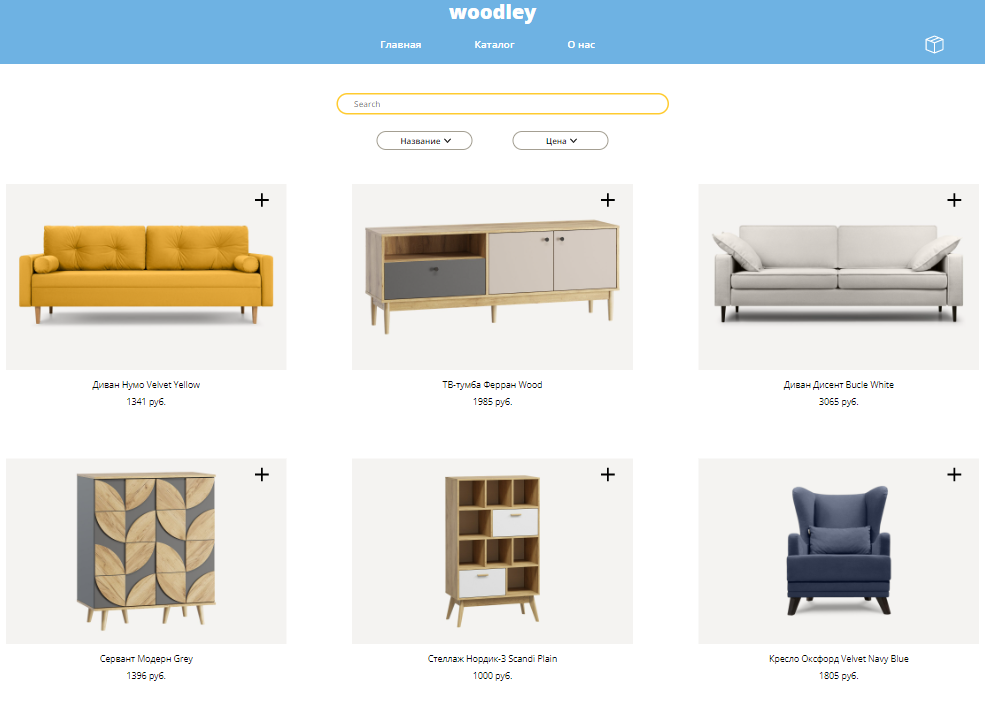 woodley
Главная Каталог О нас
Search
Название Цена
Диван Нумо Velvet Yellow
1341 руб.
ТВ-тумба Ферран Wood
1985 руб.
Диван Дисент Bucle White
3065 руб.
Сервант Модерн Grey
1396 руб.
Стеллаж Нордик-3 Scandi Plain
1000 руб.
Кресло Оксфорд Velvet Navy Blue
1805 руб.